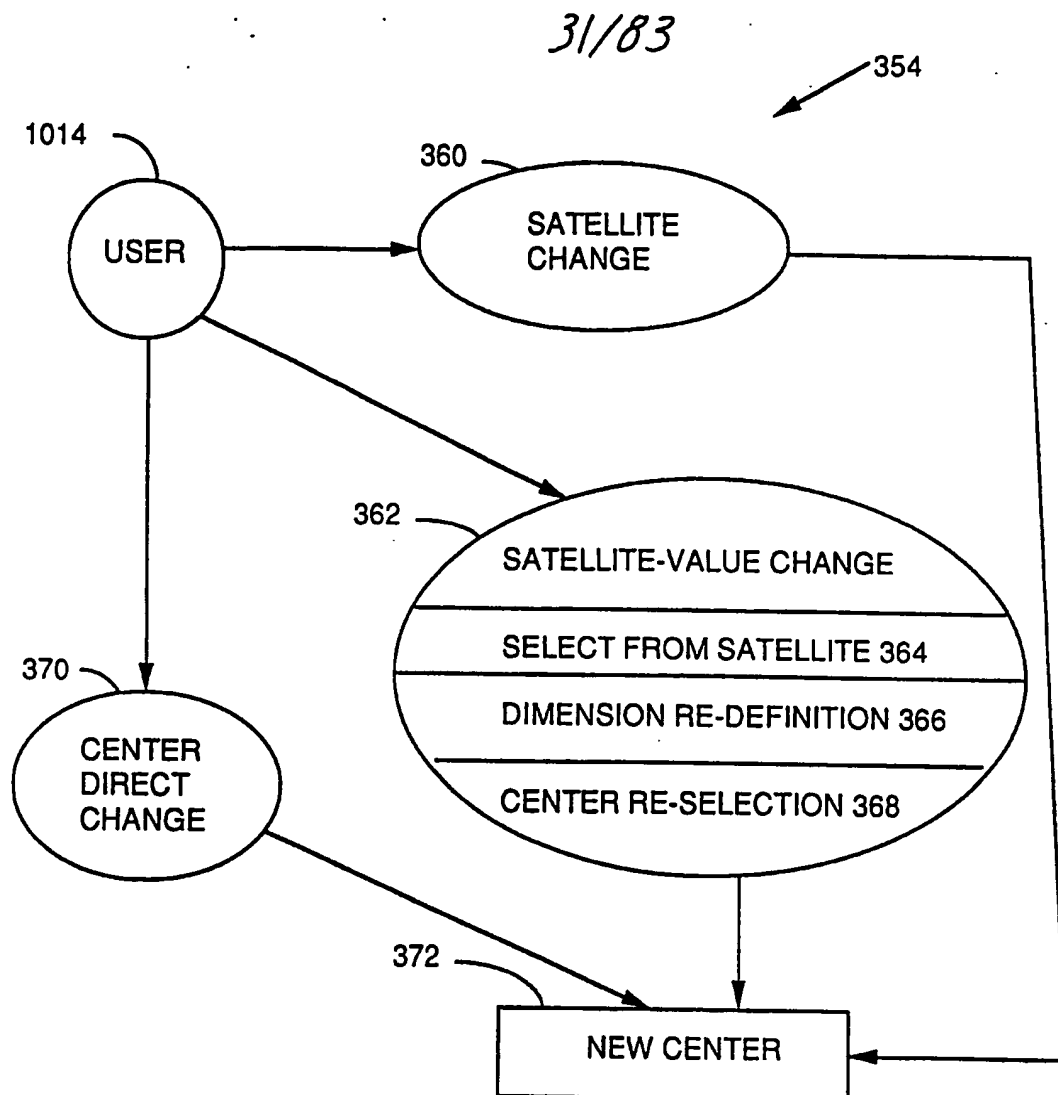 31/83
354
1014
360
USER
SATELLITE
CHANGE
362
SATELLITE-VALUE CHANGE
SELECT FROM SATELLITE 364
DIMENSION RE-DEFINITION 366
CENTER RE-SELECTION 368
370
CENTER
DIRECT
CHANGE
372
NEW CENTER